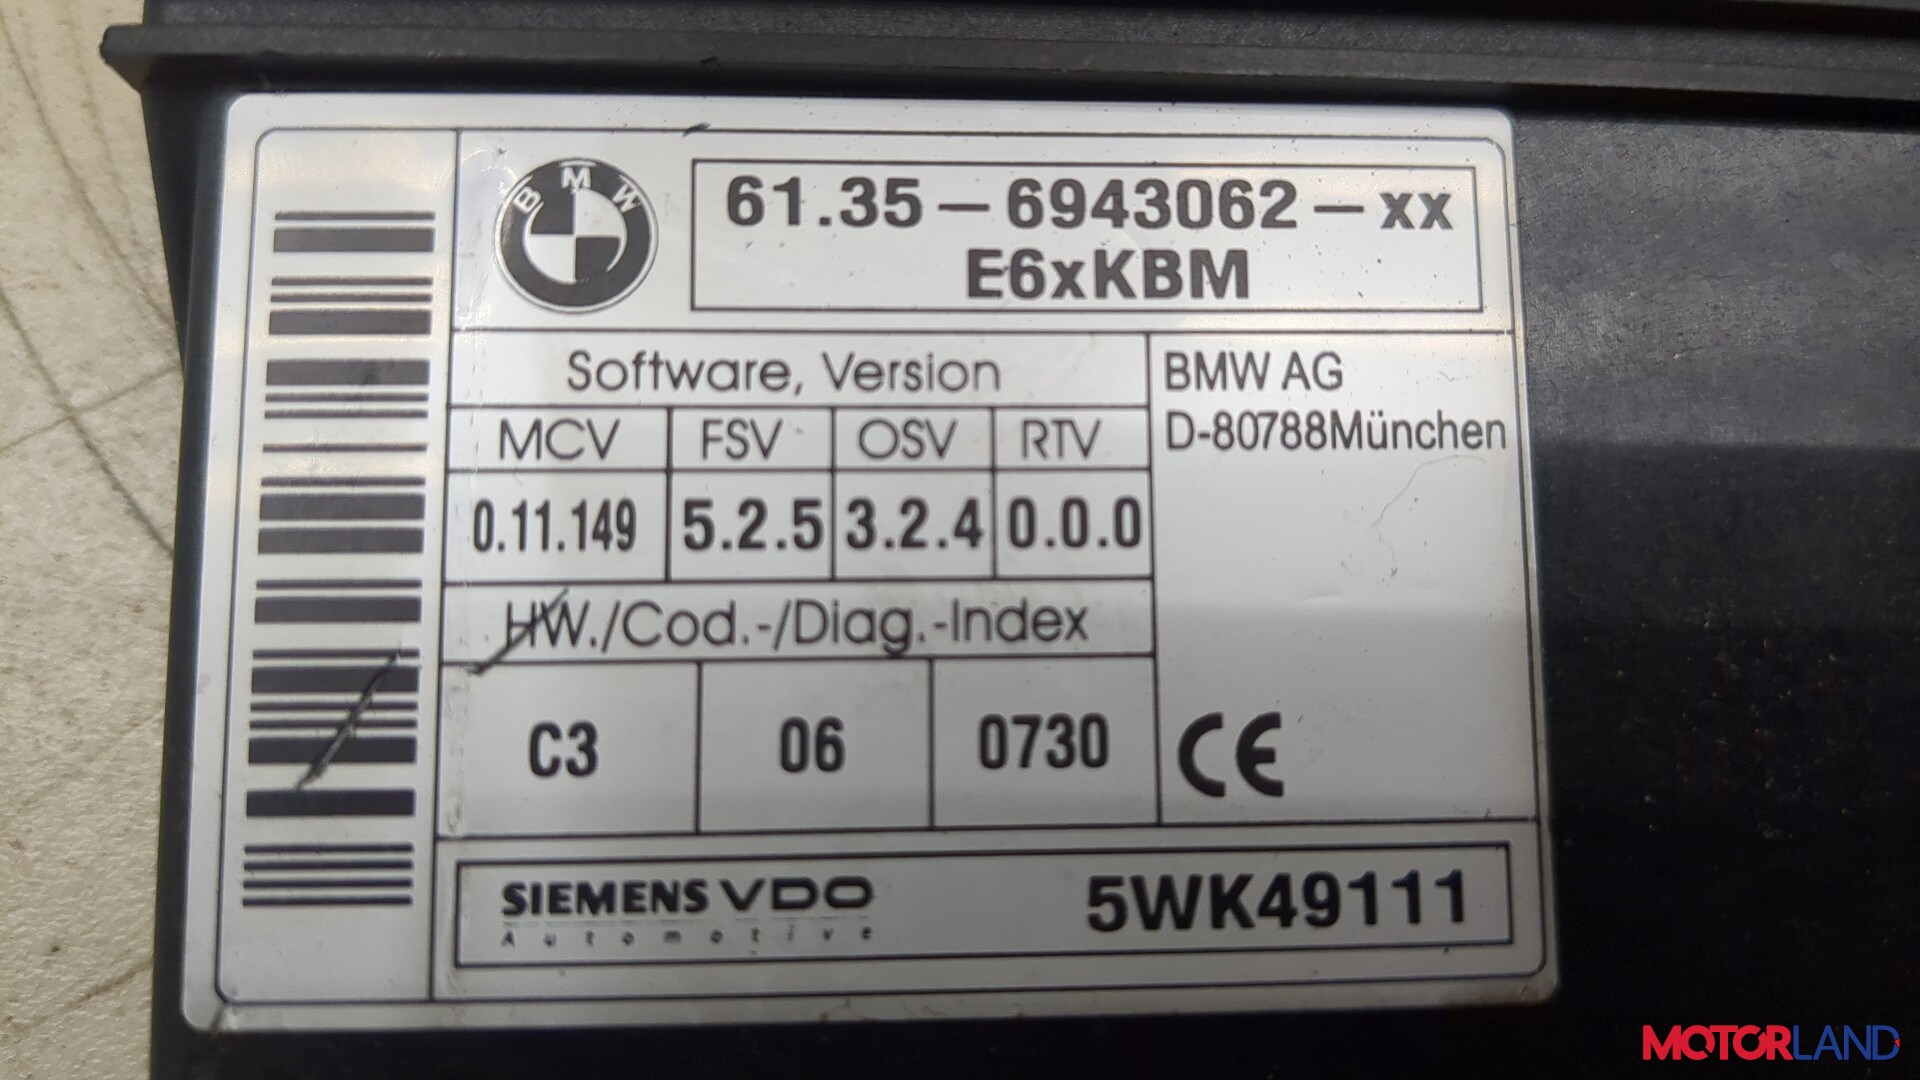 BMW
61.35-6943062-xx
E6xKBM
Software, Version
MCV FSV OSV RTV
0.11.149 5.2.5 3.2.4 0.0.0
HW./Cod.-/Diag.-Index
C3 06 0730
BMW AG
D-80788München
CE
SIEMENS VDO
Automotive
5WK49111
MOTORLAND